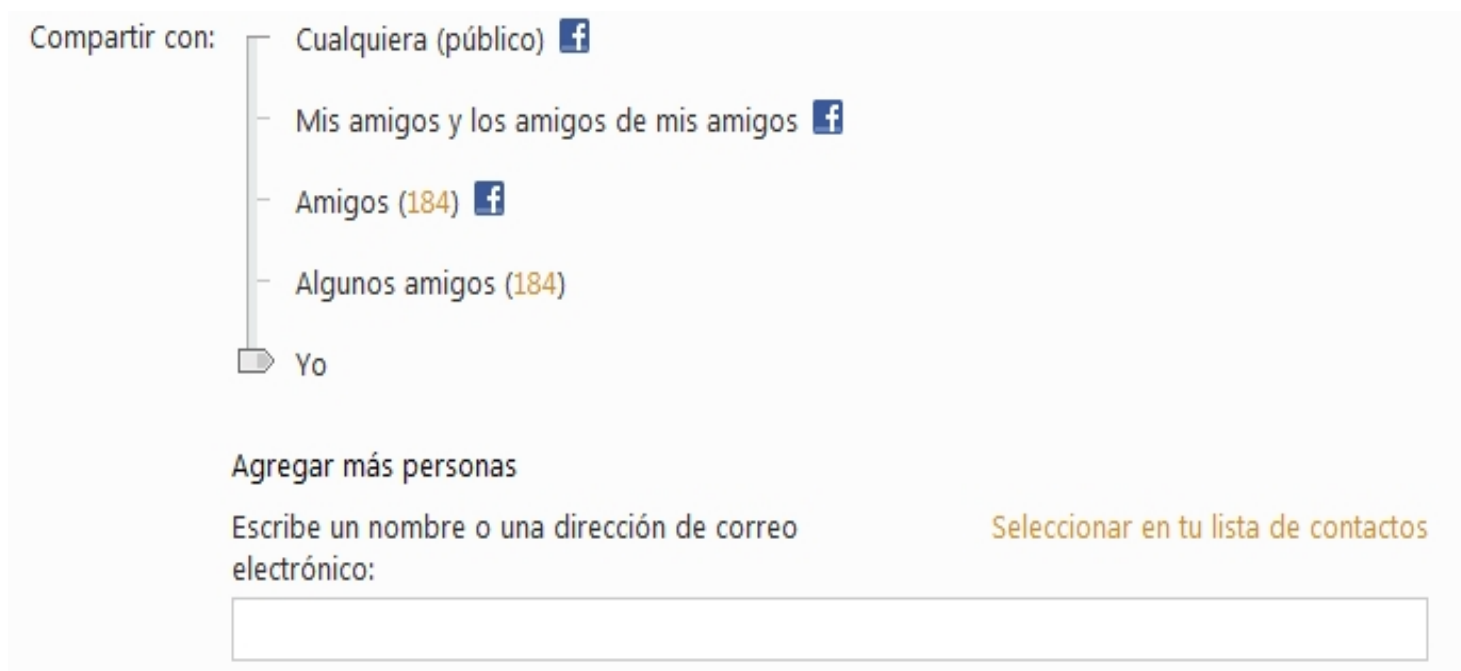 Compartir con: Cualquiera (público)
Mis amigos y los amigos de mis amigos
Amigos (184)
Algunos amigos (184)
Yo
Agregar más personas
Escribe un nombre o una dirección de correo
electrónico:
Seleccionar en tu lista de contactos